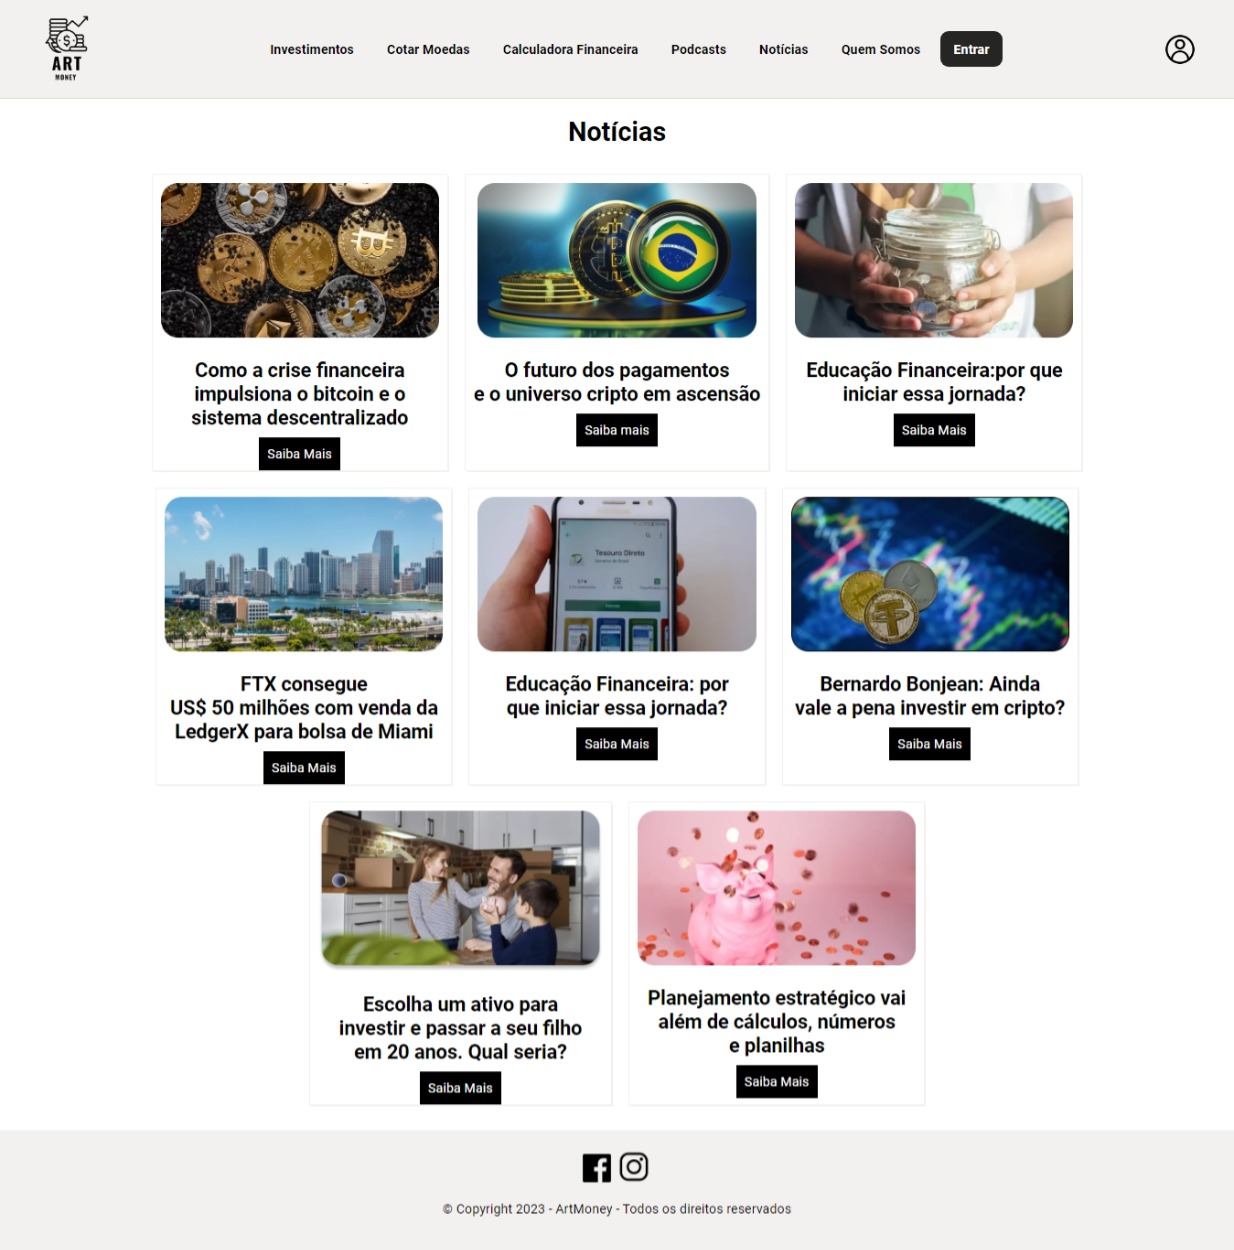 ART
MONEY
Investimentos
Cotar Moedas
Calculadora Financeira
Podcasts
Notícias
Quem Somos
Entrar
Notícias
Como a crise financeira
impulsiona o bitcoin e o
sistema descentralizado
Saiba Mais
O futuro dos pagamentos
e o universo cripto em ascensão
Saiba mais
Educação Financeira:por que
iniciar essa jornada?
Saiba Mais
FTX consegue
US$ 50 milhões com venda da
LedgerX para bolsa de Miami
Saiba Mais
Tesouro Direto
Educação Financeira: por
que iniciar essa jornada?
Saiba Mais
Bernardo Bonjean: Ainda
vale a pena investir em cripto?
Saiba Mais
Escolha um ativo para
investir e passar a seu filho
em 20 anos. Qual seria?
Saiba Mais
Planejamento estratégico vai
além de cálculos, números
e planilhas
Saiba Mais
© Copyright 2023 - ArtMoney - Todos os direitos reservados